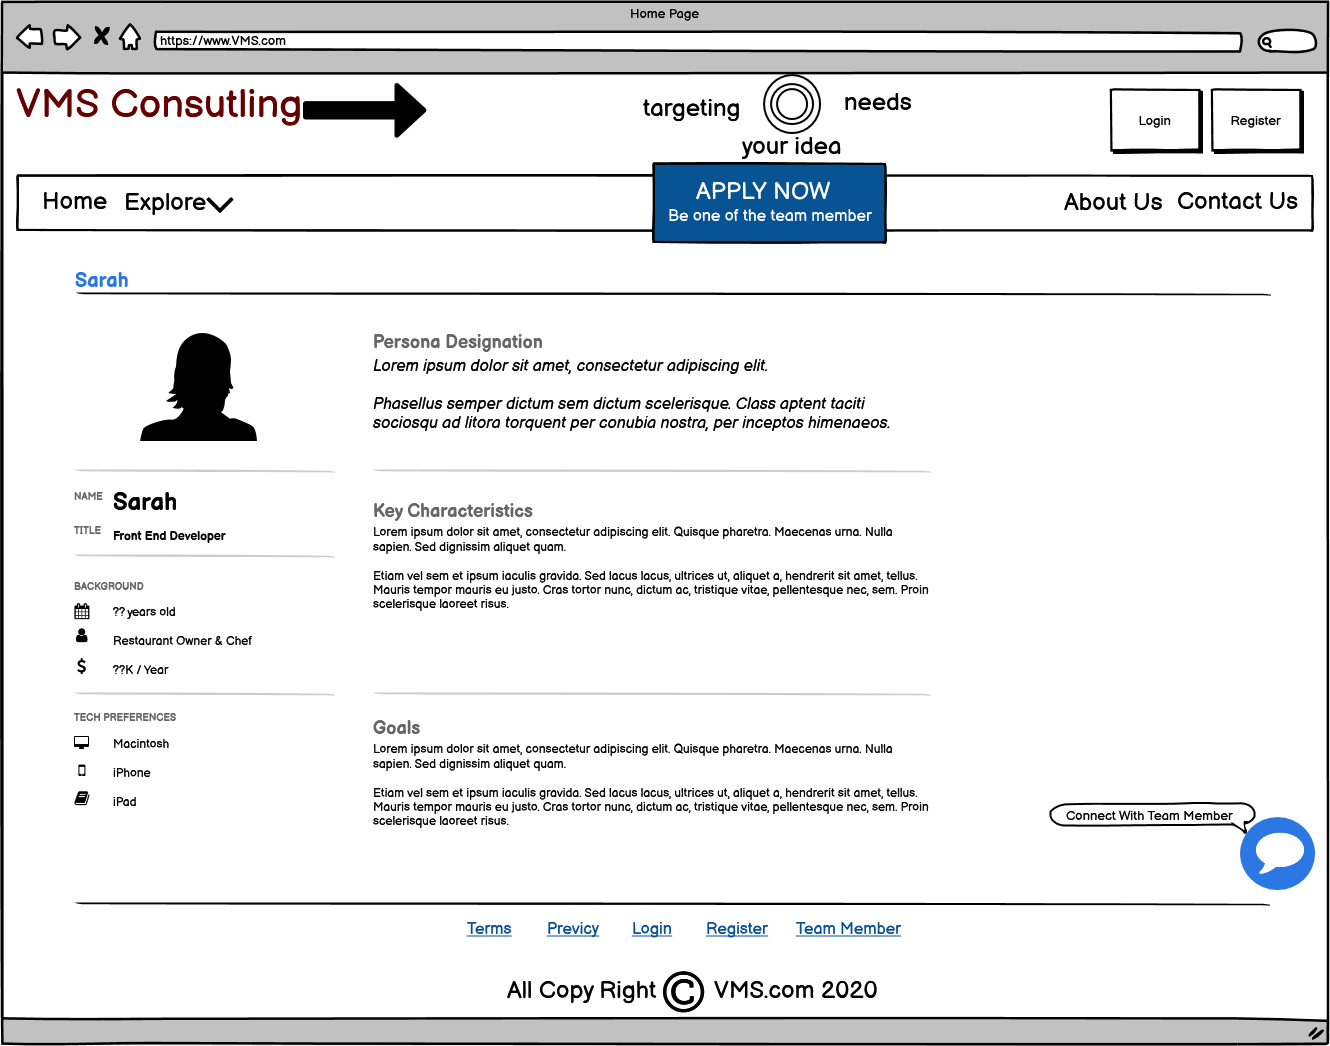 Home Page
https://www.VMS.com
VMS Consutling
targeting
needs
your idea
Login
Register
Home
Explore
APPLY NOW
Be one of the team member
About Us
Contact Us
Sarah
Persona Designation
Lorem ipsum dolor sit amet, consectetur adipiscing elit.
Phasellus semper dictum sem dictum scelerisque. Class aptent taciti
sociosqu ad litora torquent per conubia nostra, per inceptos himenaeos.
NAME Sarah
TITLE Front End Developer
BACKGROUND
?? years old
Restaurant Owner & Chef
??K / Year
TECH PREFERENCES
Macintosh
iPhone
iPad
Key Characteristics
Lorem ipsum dolor sit amet, consectetur adipiscing elit. Quisque pharetra. Maecenas urna. Nulla
sapien. Sed dignissim aliquet quam.
Etiam vel sem et ipsum iaculis gravida. Sed lacus lacus, ultrices ut, aliquet a, hendrerit sit amet, tellus.
Mauris tempor mauris eu justo. Cras tortor nunc, dictum ac, tristique vitae, pellentesque nec, sem. Proin
scelerisque laoreet risus.
Goals
Lorem ipsum dolor sit amet, consectetur adipiscing elit. Quisque pharetra. Maecenas urna. Nulla
sapien. Sed dignissim aliquet quam.
Etiam vel sem et ipsum iaculis gravida. Sed lacus lacus, ultrices ut, aliquet a, hendrerit sit amet, tellus.
Mauris tempor mauris eu justo. Cras tortor nunc, dictum ac, tristique vitae, pellentesque nec, sem. Proin
scelerisque laoreet risus.
Connect With Team Member
Terms Previcy Login Register Team Member
All Copy Right © VMS.com 2020